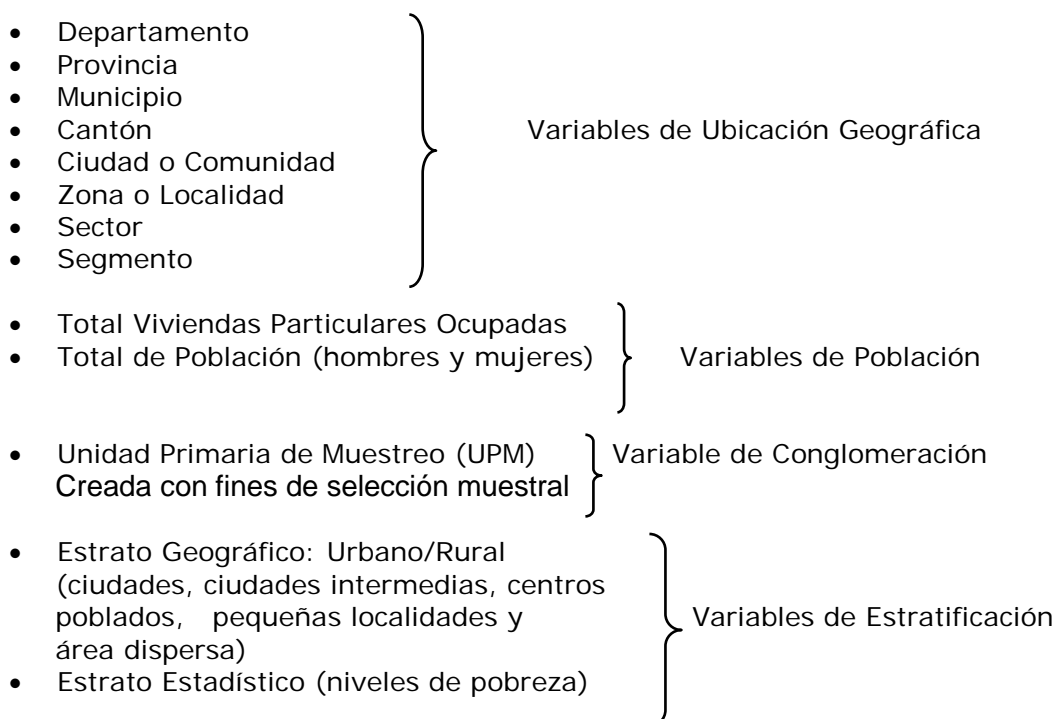 • Departamento
• Provincia
• Municipio
• Cantón
Variables de Ubicación Geográfica
• Ciudad o Comunidad
• Zona o Localidad
• Sector
• Segmento
• Total Viviendas Particulares Ocupadas
• Total de Población (hombres y mujeres)
Variables de Población
• Unidad Primaria de Muestreo (UPM)
Variable de Conglomeración
Creada con fines de selección muestral
• Estrato Geográfico: Urbano/Rural
(ciudades, ciudades intermedias, centros
poblados, pequeñas localidades y
Variables de Estratificación
área dispersa)
• Estrato Estadístico (niveles de pobreza)